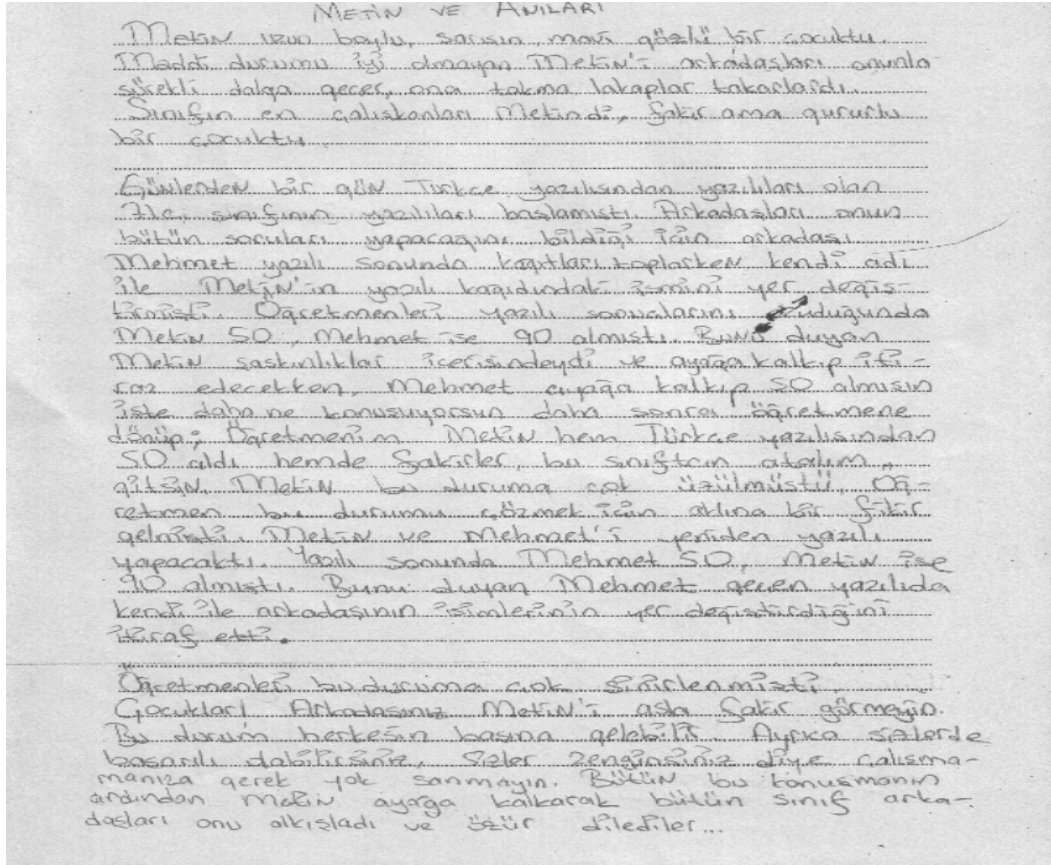 METİN VE ANILARI
Metin uzun boylu, sarışın, mavi gözlü bir çocuktu.
Maddi durumu iyi olmayan Metin'i arkadaşları onunla
sürekli dalga geçer, ona takma lakaplar takarlardı.
Sınıfın en çalışkanları Metindi, fakir ama gururlu
bir çocuktu.
Günlerden bir gün Türkçe yazılısından yazılıları olan
sınıfının yazılıları başlamıştı. Arkadaşları onun
bütün soruları yapacağını bildiği için arkadaşı
Mehmet yazılı sonunda kağıtları toplarken kendi adı
ile Metin'in yazılı kağıdındaki ismini yer değiş-
tirmişti. Öğretmenleri yazılı sonuçlarını okuduğunda
Metin 50, Mehmet ise 90 almıştı. Bunu duyan
Metin şaşkınlıklar içerisindeydi ve ayağa kalkıp iti-
raz edecekken, Mehmet ayağa kalkıp 50 almışsın
işte daha ne konuşuyorsun daha sonra öğretmene
dönüp; Öğretmenim Metin hem Türkçe yazılısından
50 aldı hemde fakirler, bu sınıftan atalım,
gitsin. Metin bu duruma çok üzülmüştü, Öğ-
retmen bu durumu çözmek için aklına bir fikir
gelmişti. Metin ve Mehmet'i yeniden yazılı
yapacaktı. Yazılı sonunda Mehmet 50, Metin ise
90 almıştı. Bunu duyan Mehmet geçen yazılıda
kendi ile arkadaşının isimlerinin yer değiştirdiğini
itiraf etti.
Öğretmenleri bu duruma çok sinirlenmişti,
Çocuklar! Arkadaşınız Metin'i asla fakir görmeyin.
Bu durum herkesin başına gelebilir. Ayrıca sizlerde
başarılı olabilirsiniz, Sizler zenginsiniz diye çalışma-
manıza gerek yok sanmayın. Bütün bu konuşmanın
ardından Metin ayağa kalkarak bütün sınıf arka-
daşları onu alkışladı ve özür dilediler...